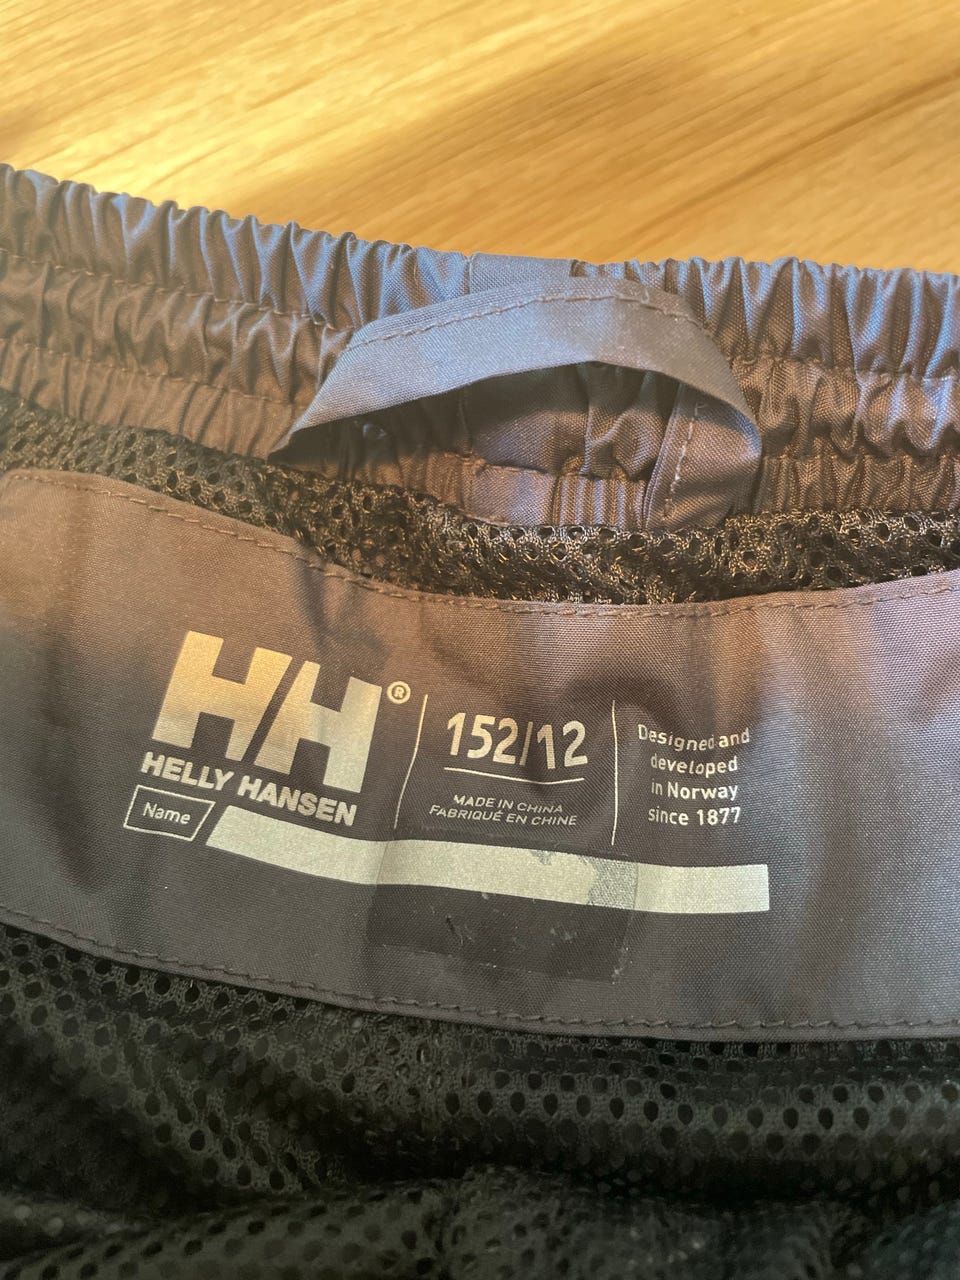 HH®
HELLY HANSEN
Name
152/12
MADE IN CHINA
FABRIQUÉ EN CHINE
Designed and
developed
in Norway
since 1877